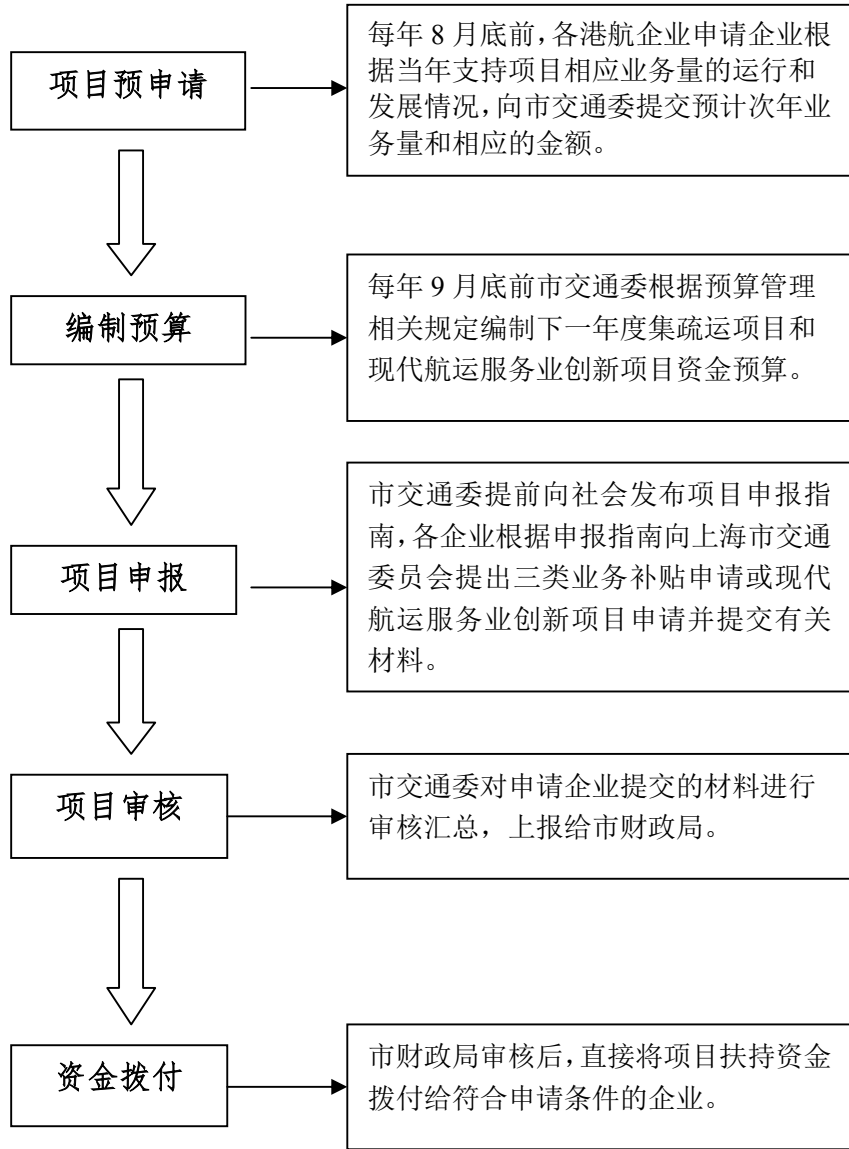 项目预申请
每年 8 月底前，各港航企业申请企业根
据当年支持项目相应业务量的运行和
发展情况，向市交通委提交预计次年业
务量和相应的金额。
编制预算
每年 9 月底前市交通委根据预算管理
相关规定编制下一年度集疏运项目和
现代航运服务业创新项目资金预算。
项目申报
市交通委提前向社会发布项目申报指
南，各企业根据申报指南向上海市交通
委员会提出三类业务补贴申请或现代
航运服务业创新项目申请并提交有关
材料。
项目审核
市交通委对申请企业提交的材料进行
审核汇总，上报给市财政局。
资金拨付
市财政局审核后，直接将项目扶持资金
拨付给符合申请条件的企业。